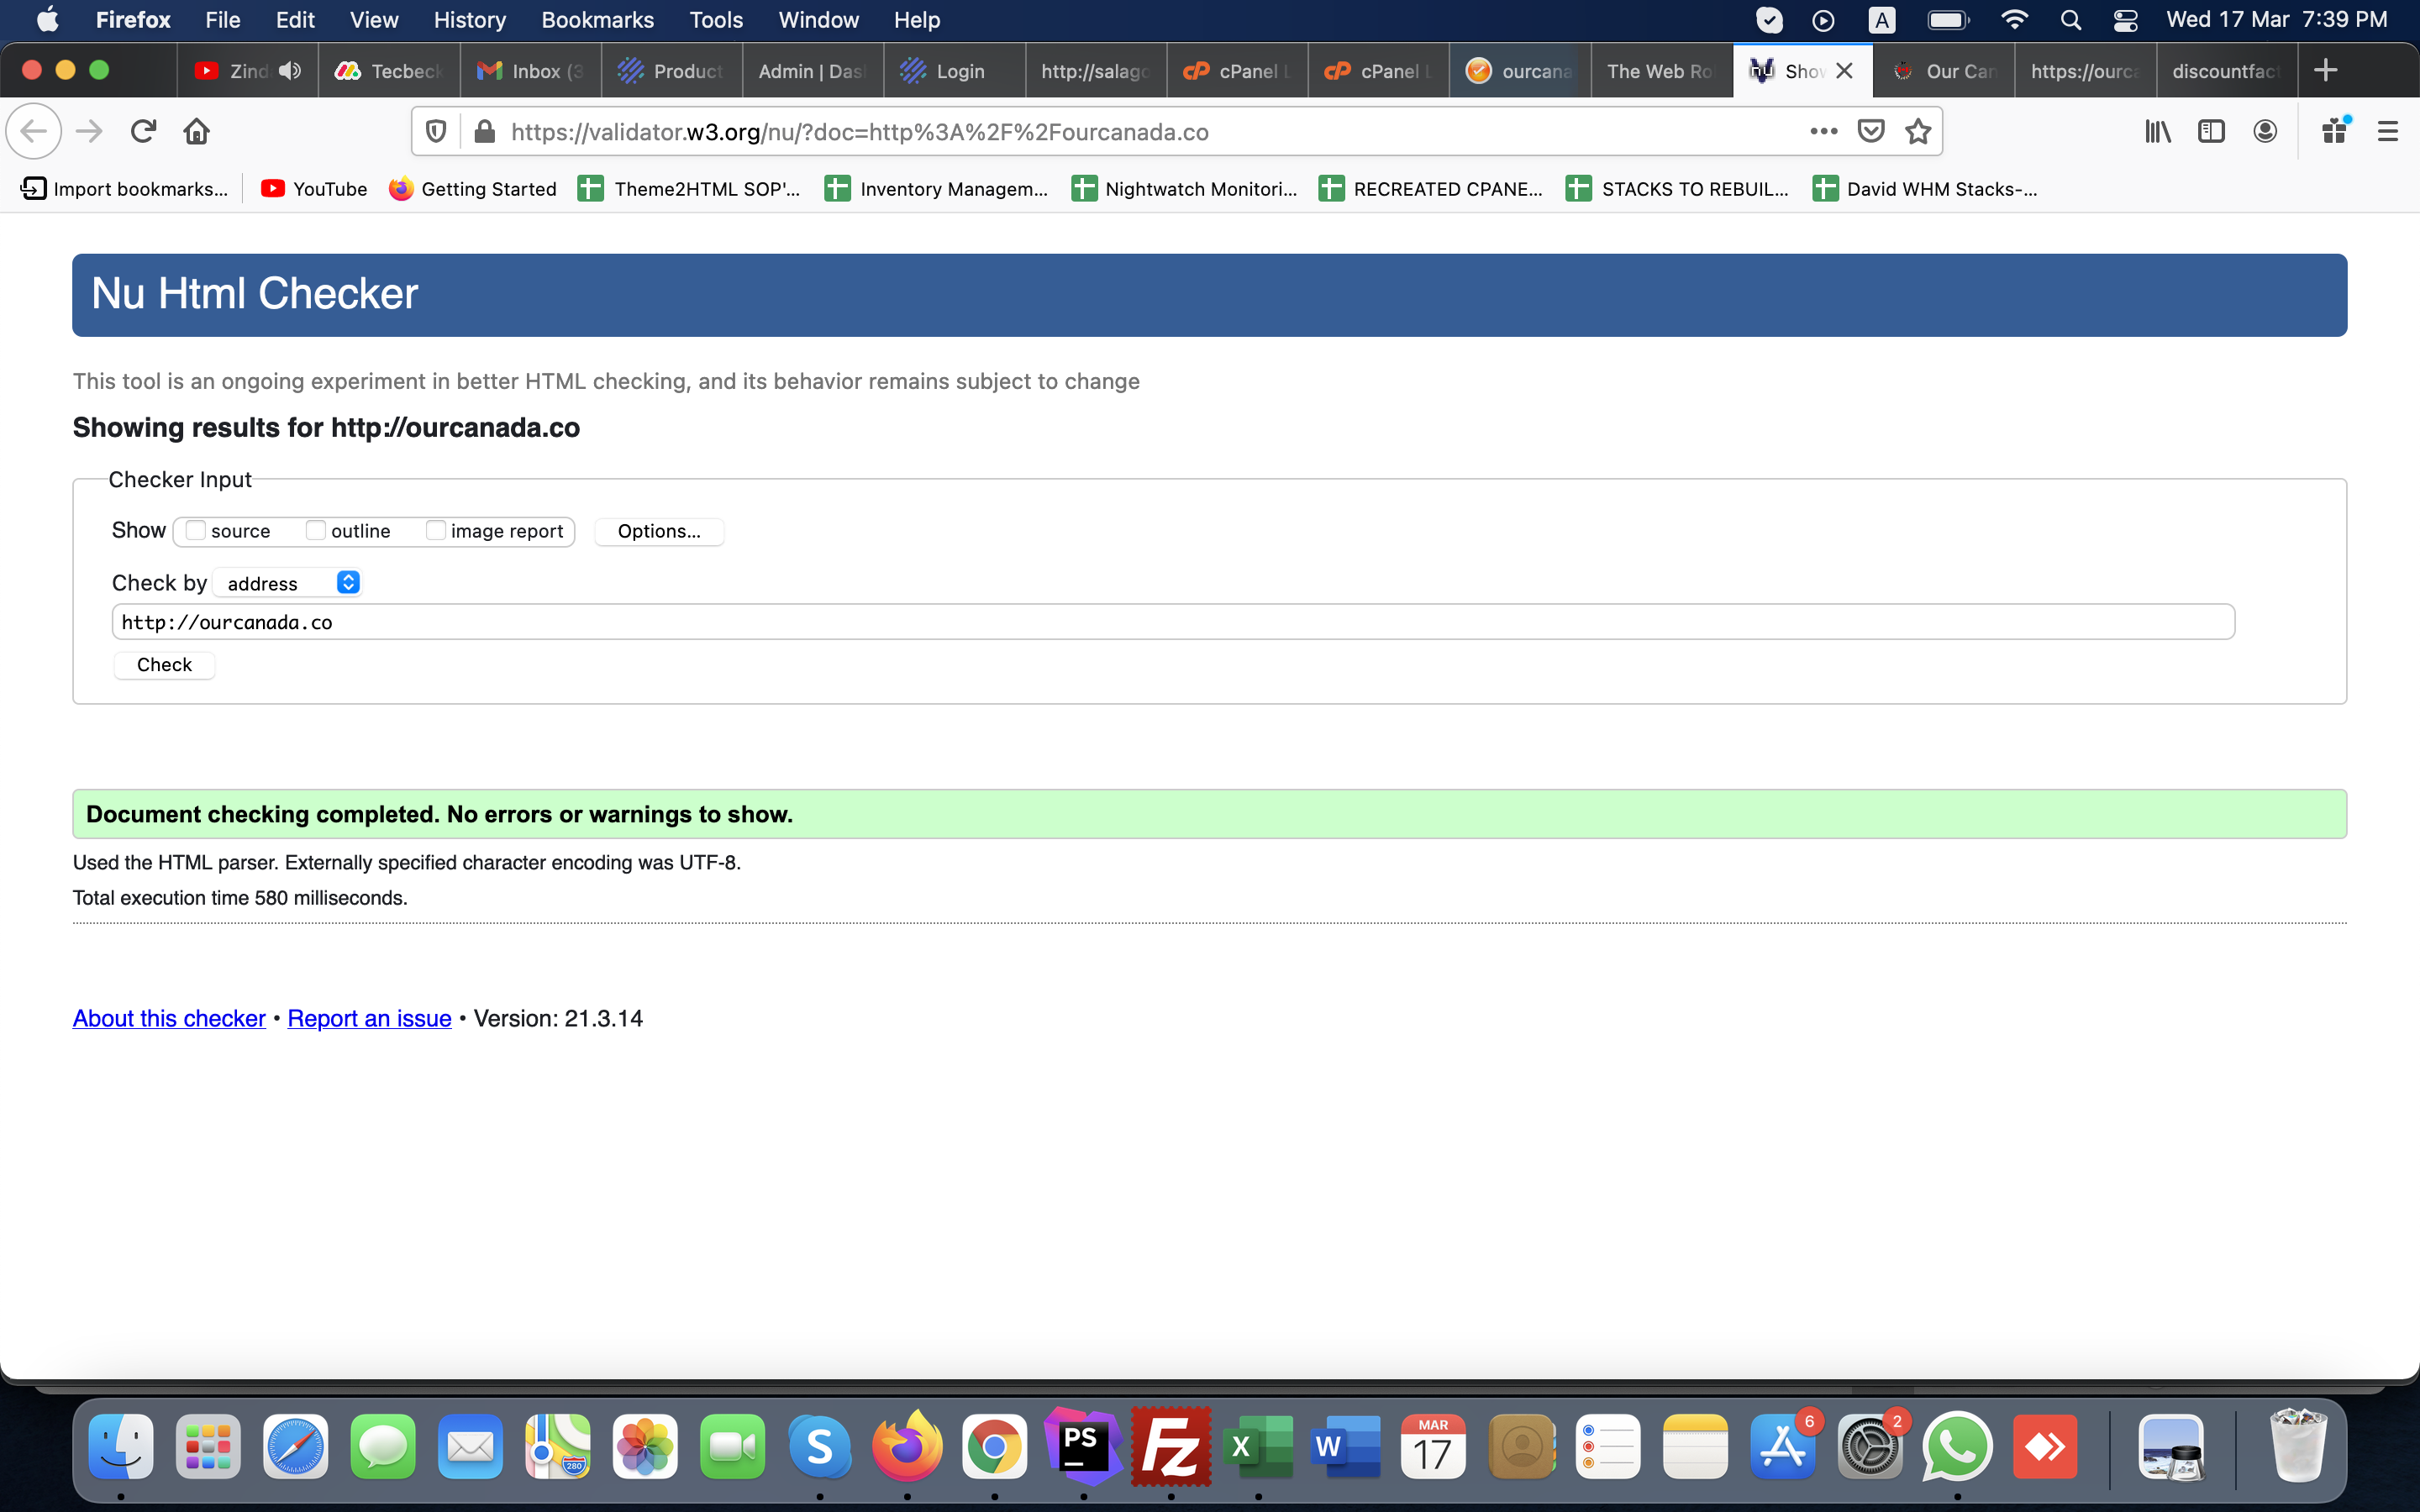 Firefox File Edit View History Bookmarks Tools Window Help A Wed 17 Mar 7:39 PM
Zind Tecbeck Inbox (3 Product Admin | Das Login http://salago cPanel L cPanel L ourcana The Web Ro Show Our Can https://ourca discountfact
https://validator.w3.org/nu/?doc=http%3A%2F%2Fourcanada.co
Import bookmarks... YouTube Getting Started Theme2HTML SOP'... Inventory Managem... Nightwatch Monitori... RECREATED CPANE... STACKS TO REBUIL... David WHM Stacks-...
Nu Html Checker
This tool is an ongoing experiment in better HTML checking, and its behavior remains subject to change
Showing results for http://ourcanada.co
Checker Input
Show source outline image report Options...
Check by address
http://ourcanada.co
Check
Document checking completed. No errors or warnings to show.
Used the HTML parser. Externally specified character encoding was UTF-8.
Total execution time 580 milliseconds.
About this checker • Report an issue • Version: 21.3.14
280 S PS Fz X W MAR 17 6 2